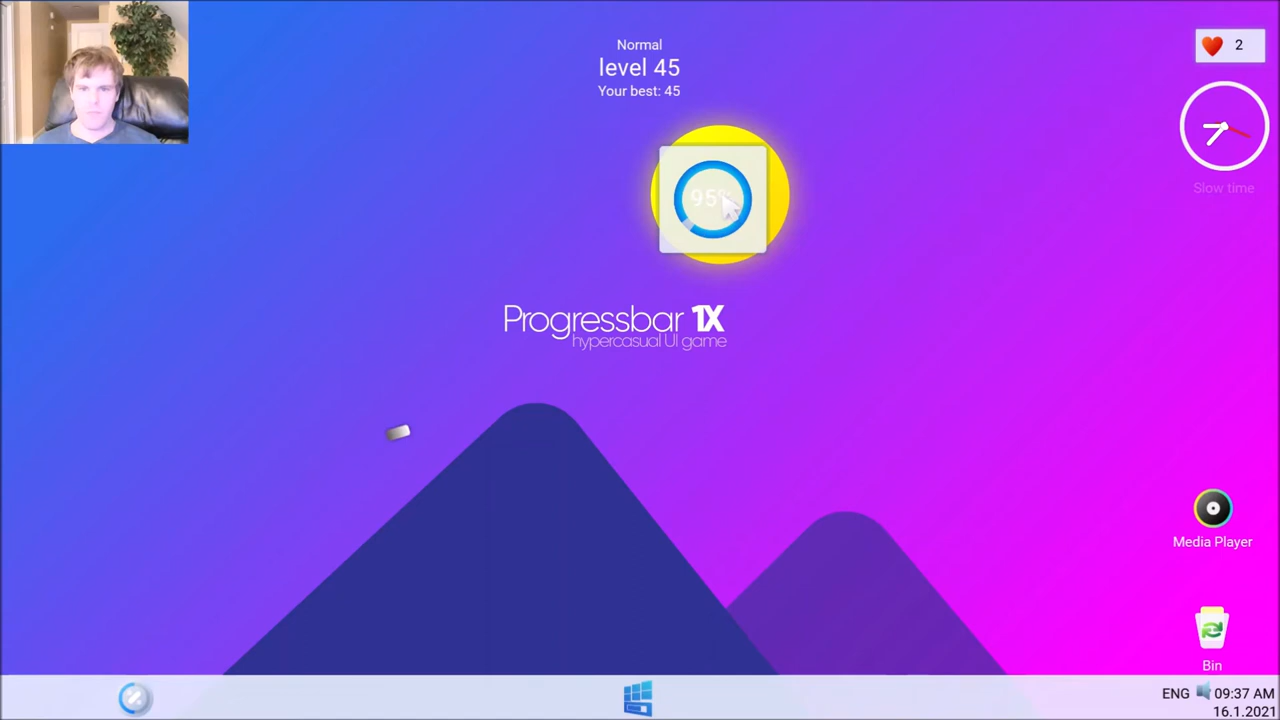 Normal
level 45
Your best: 45
2
Slow time
95%
Progressbar 1X
hypercasual UI game
Media Player
Bin
ENG 09:37 AM
16.1.2021